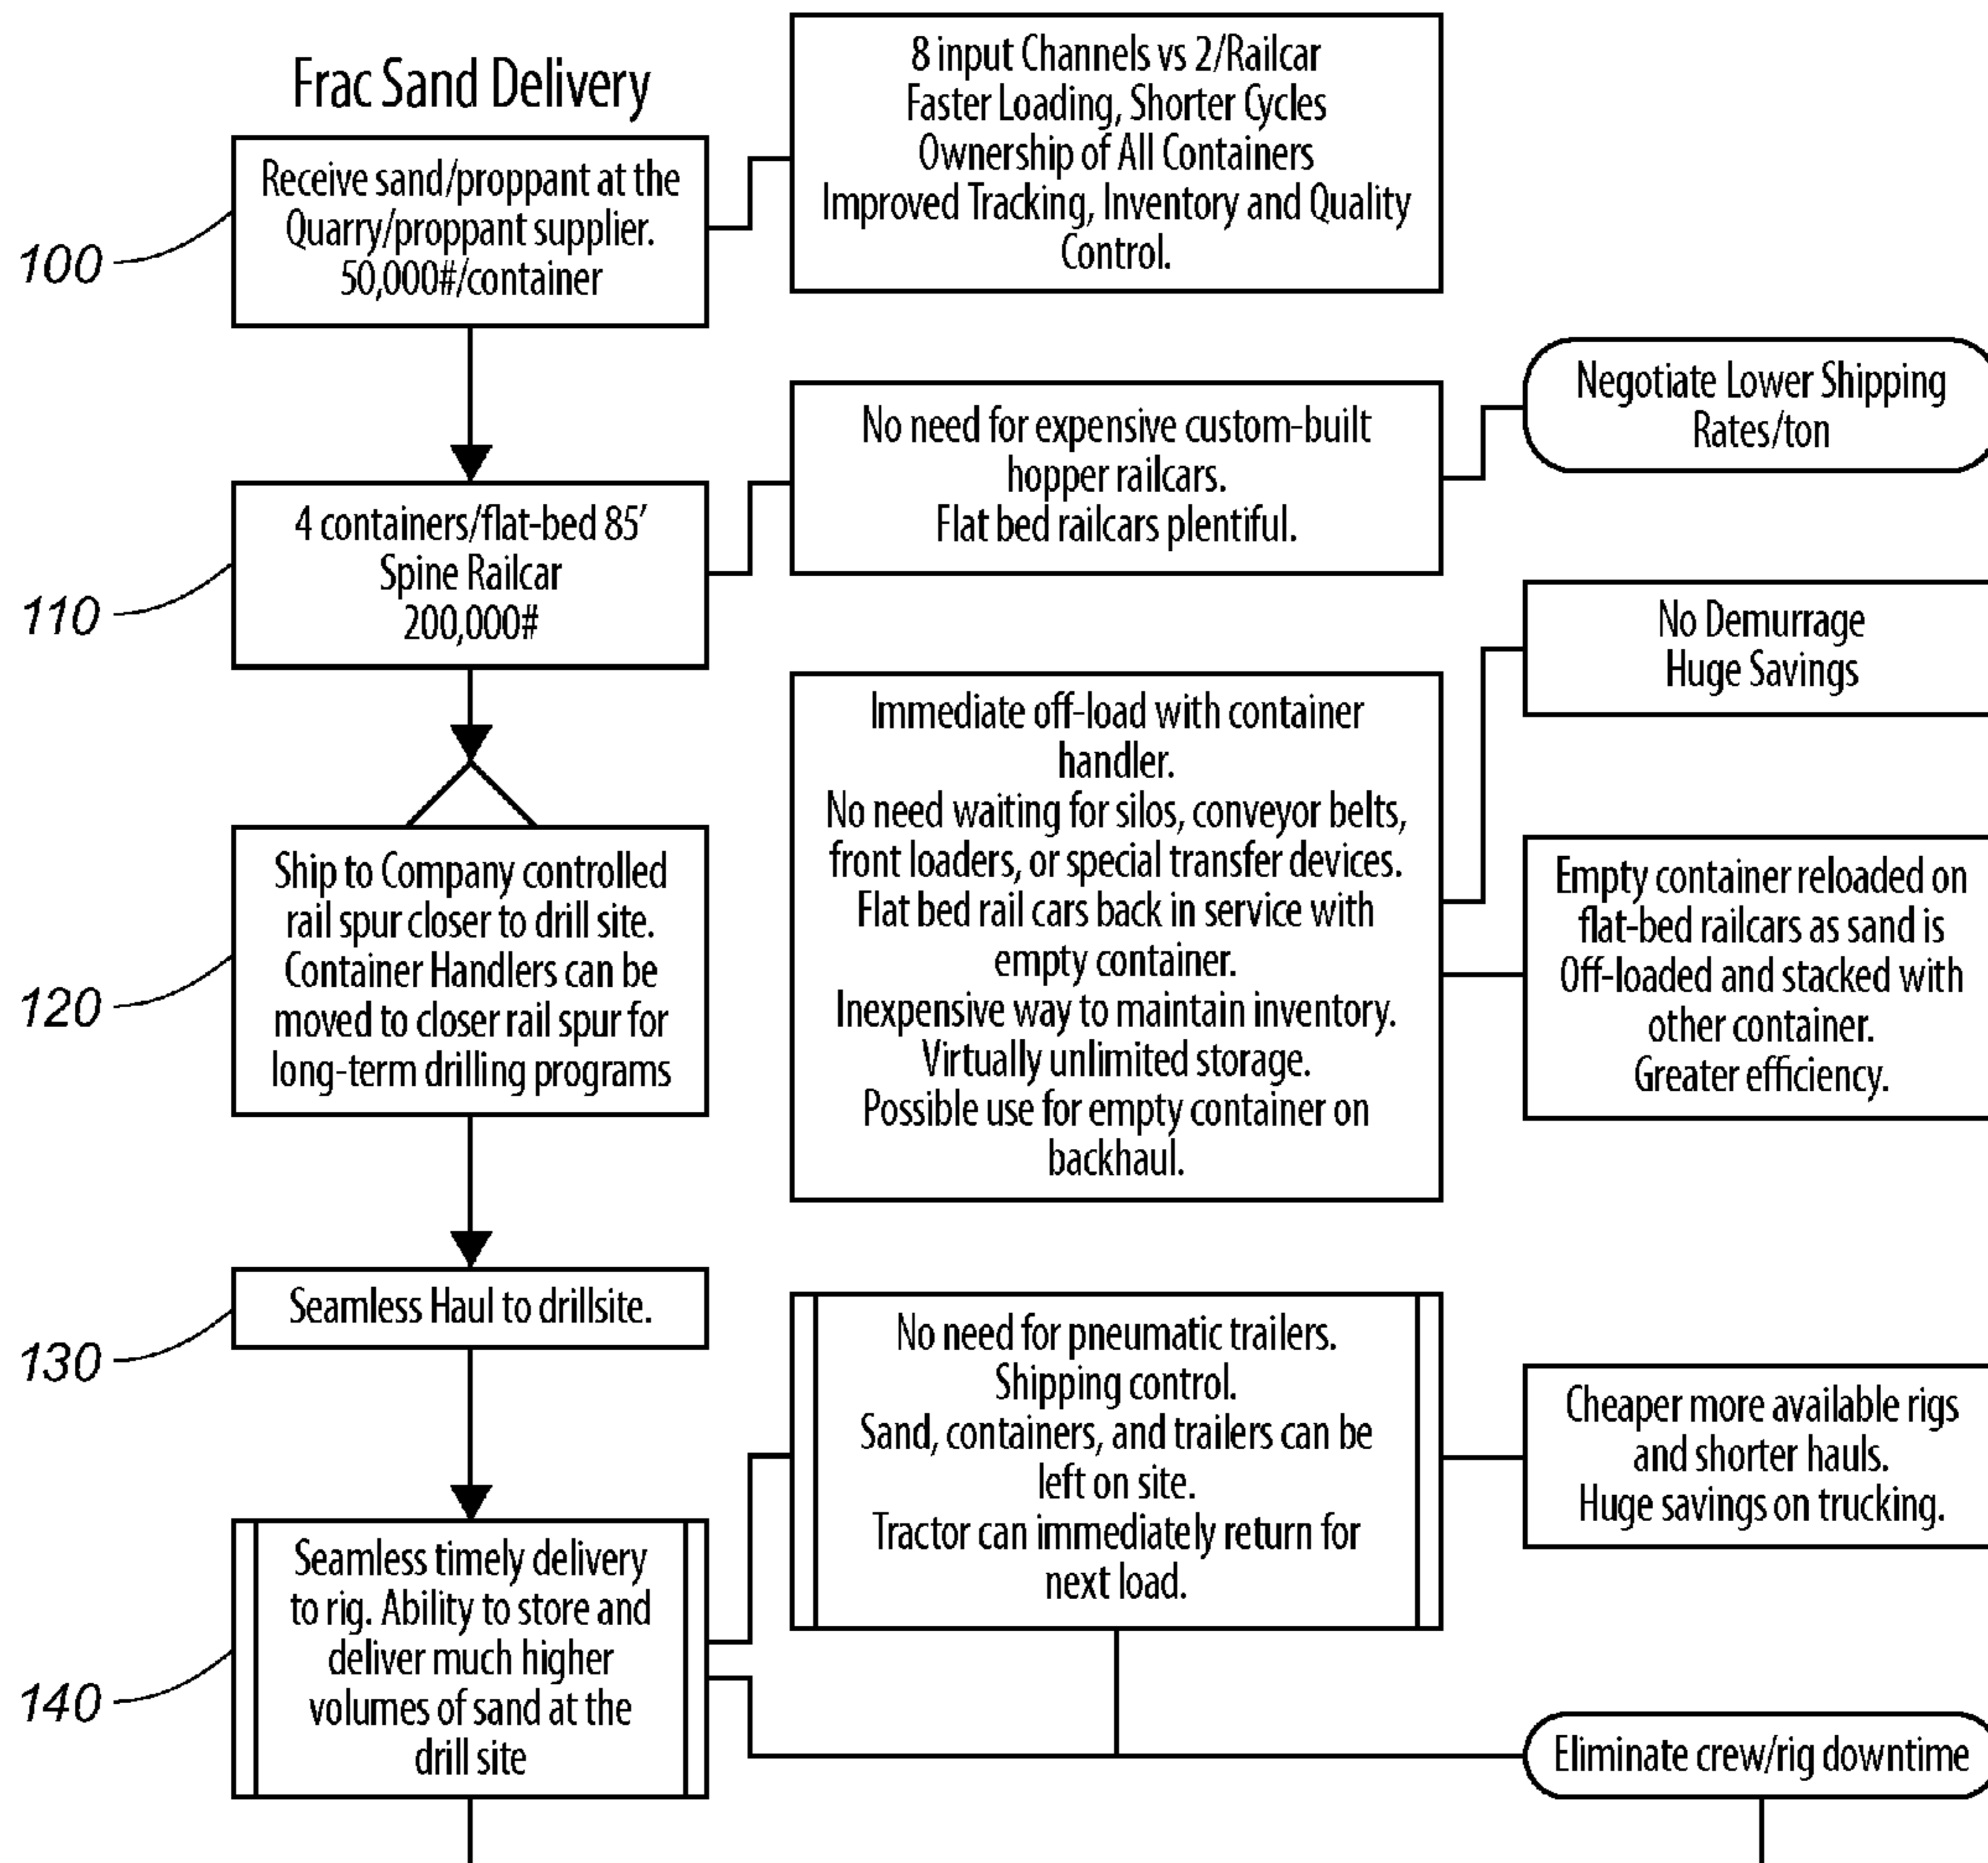 Frac Sand Delivery
100
Receive sand/proppant at the
Quarry/proppant supplier.
50,000#/container
8 input Channels vs 2/Railcar
Faster Loading, Shorter Cycles
Ownership of All Containers
Improved Tracking, Inventory and Quality
Control.
110
4 containers/flat-bed 85’
Spine Railcar
200,000#
No need for expensive custom-built
hopper railcars.
Flat bed railcars plentiful.
Negotiate Lower Shipping
Rates/ton
120
Ship to Company controlled
rail spur closer to drill site.
Container Handlers can be
moved to closer rail spur for
long-term drilling programs
Immediate off-load with container
handler.
No need waiting for silos, conveyor belts,
front loaders, or special transfer devices.
Flat bed rail cars back in service with
empty container.
Inexpensive way to maintain inventory.
Virtually unlimited storage.
Possible use for empty container on
backhaul.
No Demurrage
Huge Savings
Empty container reloaded on
flat-bed railcars as sand is
Off-loaded and stacked with
other container.
Greater efficiency.
130
Seamless Haul to drillsite.
140
Seamless timely delivery
to rig. Ability to store and
deliver much higher
volumes of sand at the
drill site
No need for pneumatic trailers.
Shipping control.
Sand, containers, and trailers can be
left on site.
Tractor can immediately return for
next load.
Cheaper more available rigs
and shorter hauls.
Huge savings on trucking.
Eliminate crew/rig downtime